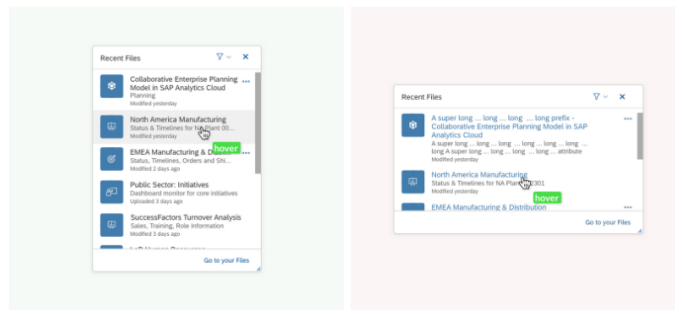 Recent Files
Collaborative Enterprise Planning
Model in SAP Analytics Cloud
Planning
Modified yesterday
North America Manufacturing
Status & Timelines for NA Plant 00...
Modified yesterday
hover
EMEA Manufacturing & D
Status, Timelines, Orders and Shi...
Modified 2 days ago
Public Sector: Initiatives
Dashboard monitor for core initiatives
Uploaded 3 days ago
SuccessFactors Turnover Analysis
Sales, Training, Role Information
Modified 3 days ago
Go to your Files
Recent Files
A super long ... long ... long ... long prefix -
Collaborative Enterprise Planning Model in SAP
Analytics Cloud
A super long ... long ... long ... long ... long ... long ...
long A super long ... long ... long ... long ... attribute
Modified yesterday
North America Manufacturing
Status & Timelines for NA Plan 2301
hover
EMEA Manufacturing & Distribution
Go to your Files